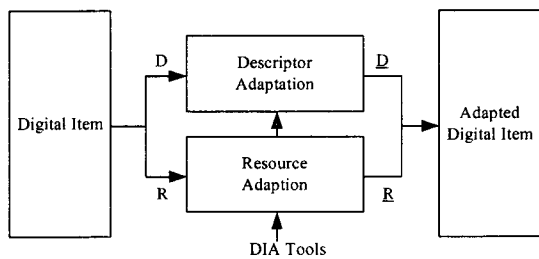 D
Descriptor
Adaptation
D
Digital Item
Adapted
Digital Item
R
Resource
Adaption
R
DIA Tools